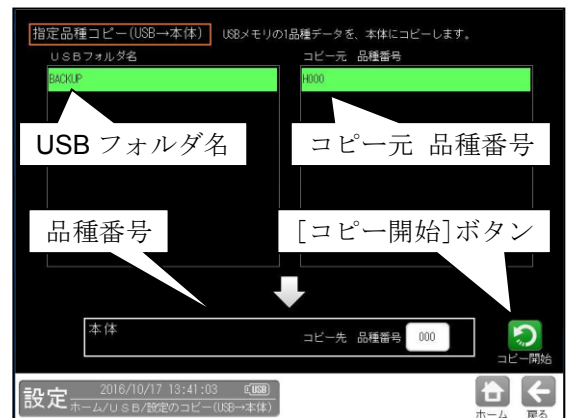 指定品種コピー(USB→本体) USBメモリの1品種データを、本体にコピーします。
USBフォルダ名 コピー元 品種番号
BACKUP H000
USB フォルダ名 コピー元 品種番号
品種番号 [コピー開始]ボタン
本体 コピー先 品種番号 000
コピー開始
設定 2016/10/17 13:41:03 USB
ホーム/USB/設定のコピー(USB→本体)
ホーム 戻る